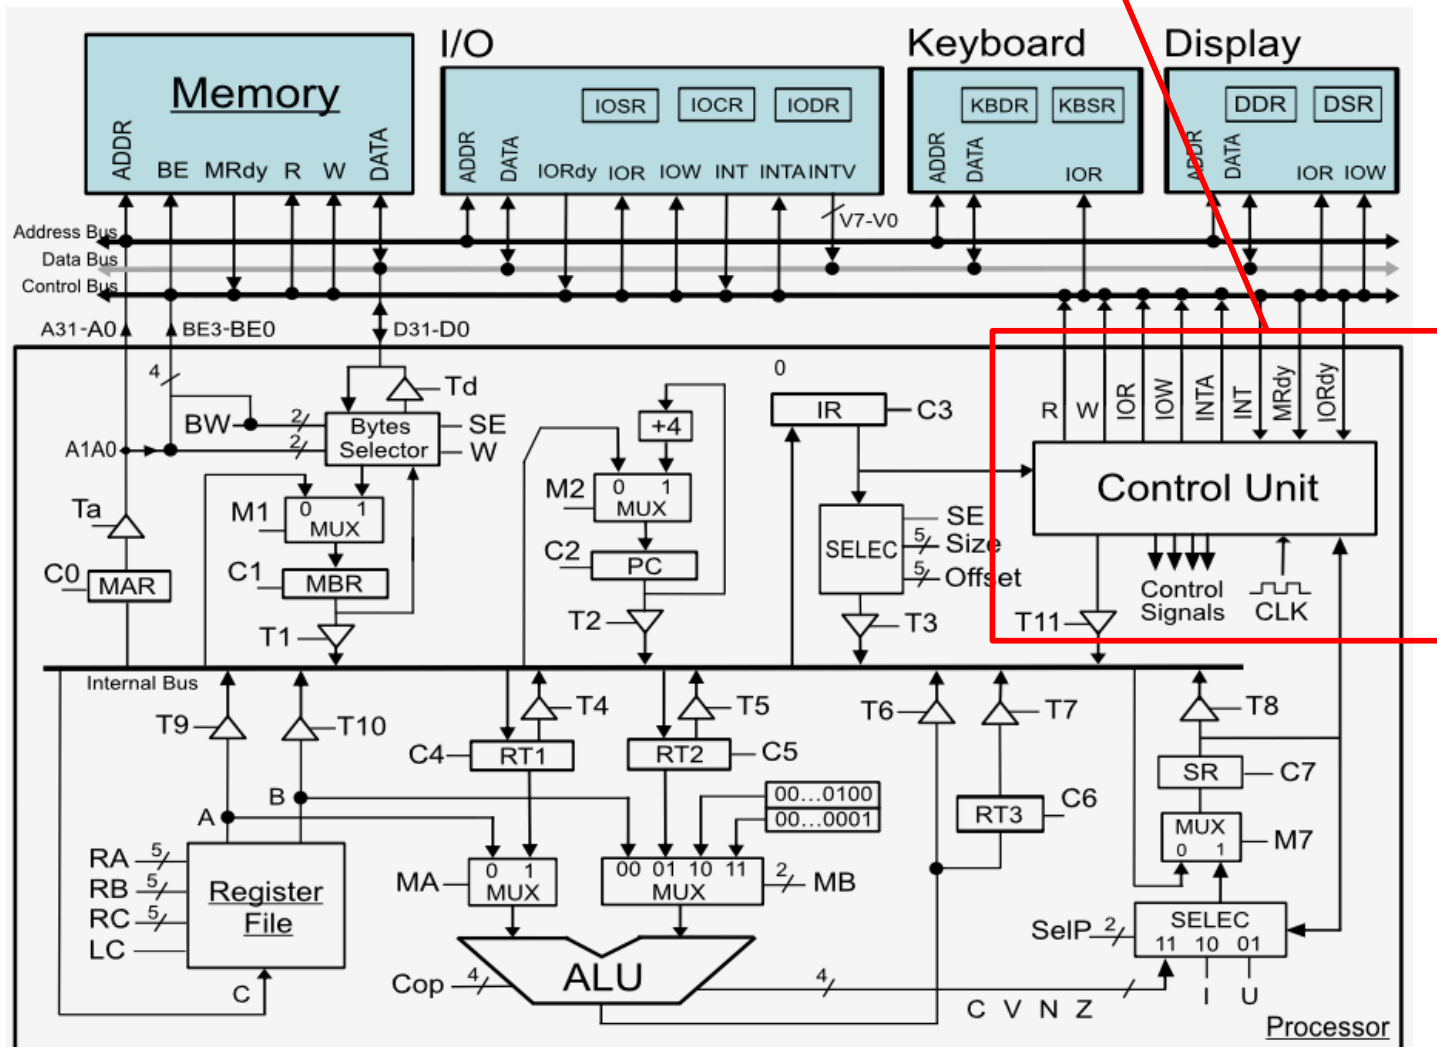 I/O Keyboard Display
Memory
IOSR IOCR IODR
KBDR KBSR
DDR DSR
ADDR BE MRdy R W DATA
ADDR DATA IORdy IOR IOW INT INTA INTV
ADDR DATA IOR
ADDR DATA IOR IOW
V7-V0
Address Bus
Data Bus
Control Bus
A31-A0 BE3-BE0 D31-D0
4 Td
0
IR C3
R W IOR IOW INTA INT MRdy IORdy
BW 2 Bytes Selector SE
A1A0 2 W
+4
M2 0 1
MUX
Control Unit
Ta M1 0 1
MUX
SELEC SE
5 Size
5 Offset
C0 MAR C1 MBR C2 PC
Control
Signals
CLK
T1 T2 T3 T11
Internal Bus
T9 T10 T4 T5 T6 T7 T8
C4 RT1 RT2 C5
SR C7
00...0100
00...0001
RT3 C6
A B
MUX
0 1
M7
RA 5
RB 5
RC 5
LC
Register
File
C
MA 0 1
MUX
00 01 10 11
MUX
2 MB
SelP 2 SELEC
11 10 01
Cop 4 ALU 4
C V N Z I U
Processor